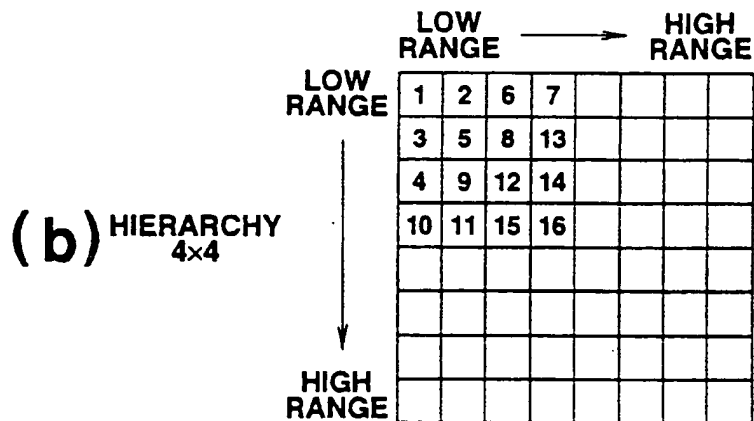 LOW RANGE
HIGH RANGE
LOW RANGE
1 2 6 7
3 5 8 13
4 9 12 14
10 11 15 16
(b) HIERARCHY 4×4
HIGH RANGE